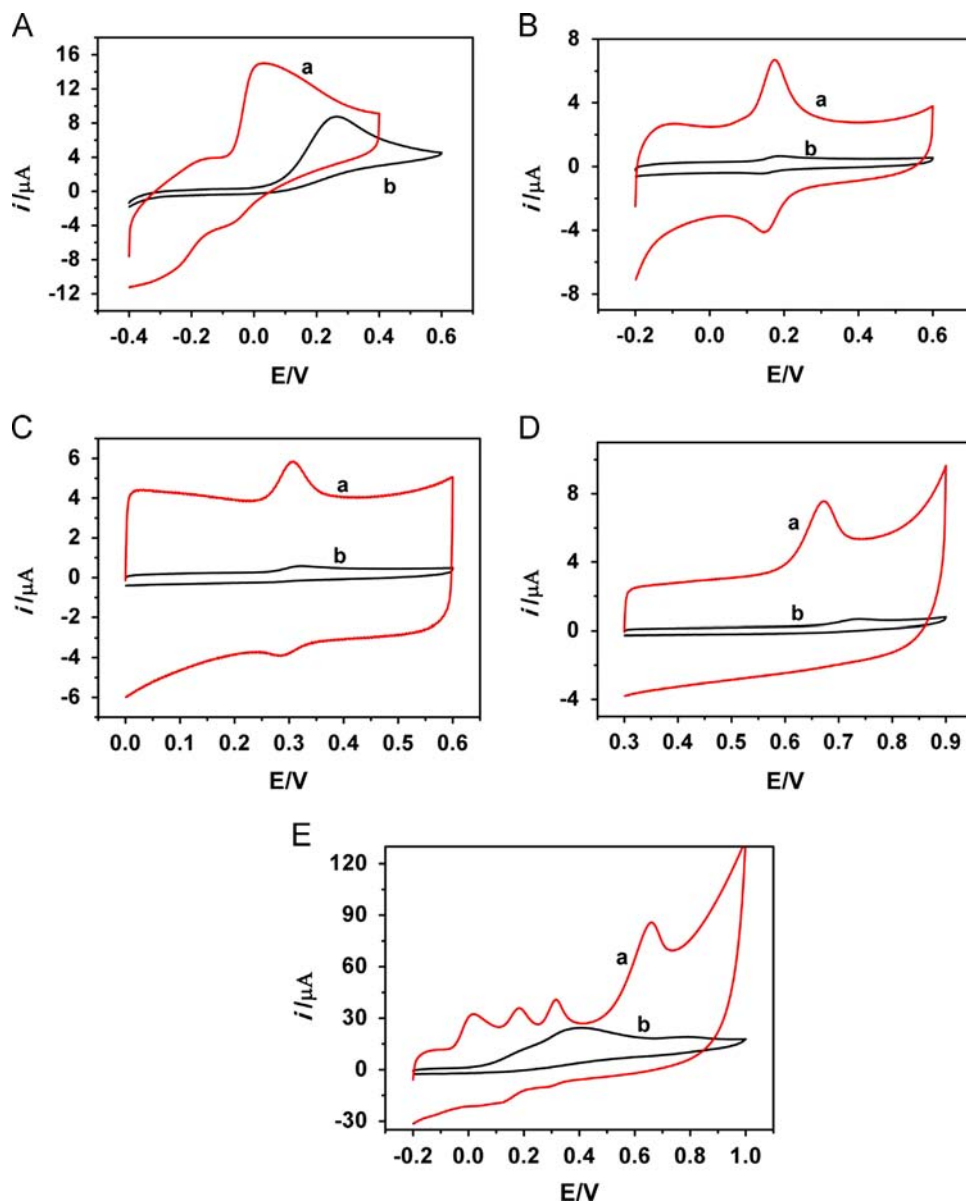 A
i/μA
16
12
8
4
0
-4
-8
-12
a
b
-0.4 -0.2 0.0 0.2 0.4 0.6
E/V
B
i/μA
8
4
0
-4
-8
a
b
-0.2 0.0 0.2 0.4 0.6
E/V
C
i/μA
6
4
2
0
-2
-4
-6
a
b
0.0 0.1 0.2 0.3 0.4 0.5 0.6
E/V
D
i/μA
8
4
0
-4
a
b
0.3 0.4 0.5 0.6 0.7 0.8 0.9
E/V
E
i/μA
120
90
60
30
0
-30
a
b
-0.2 0.0 0.2 0.4 0.6 0.8 1.0
E/V